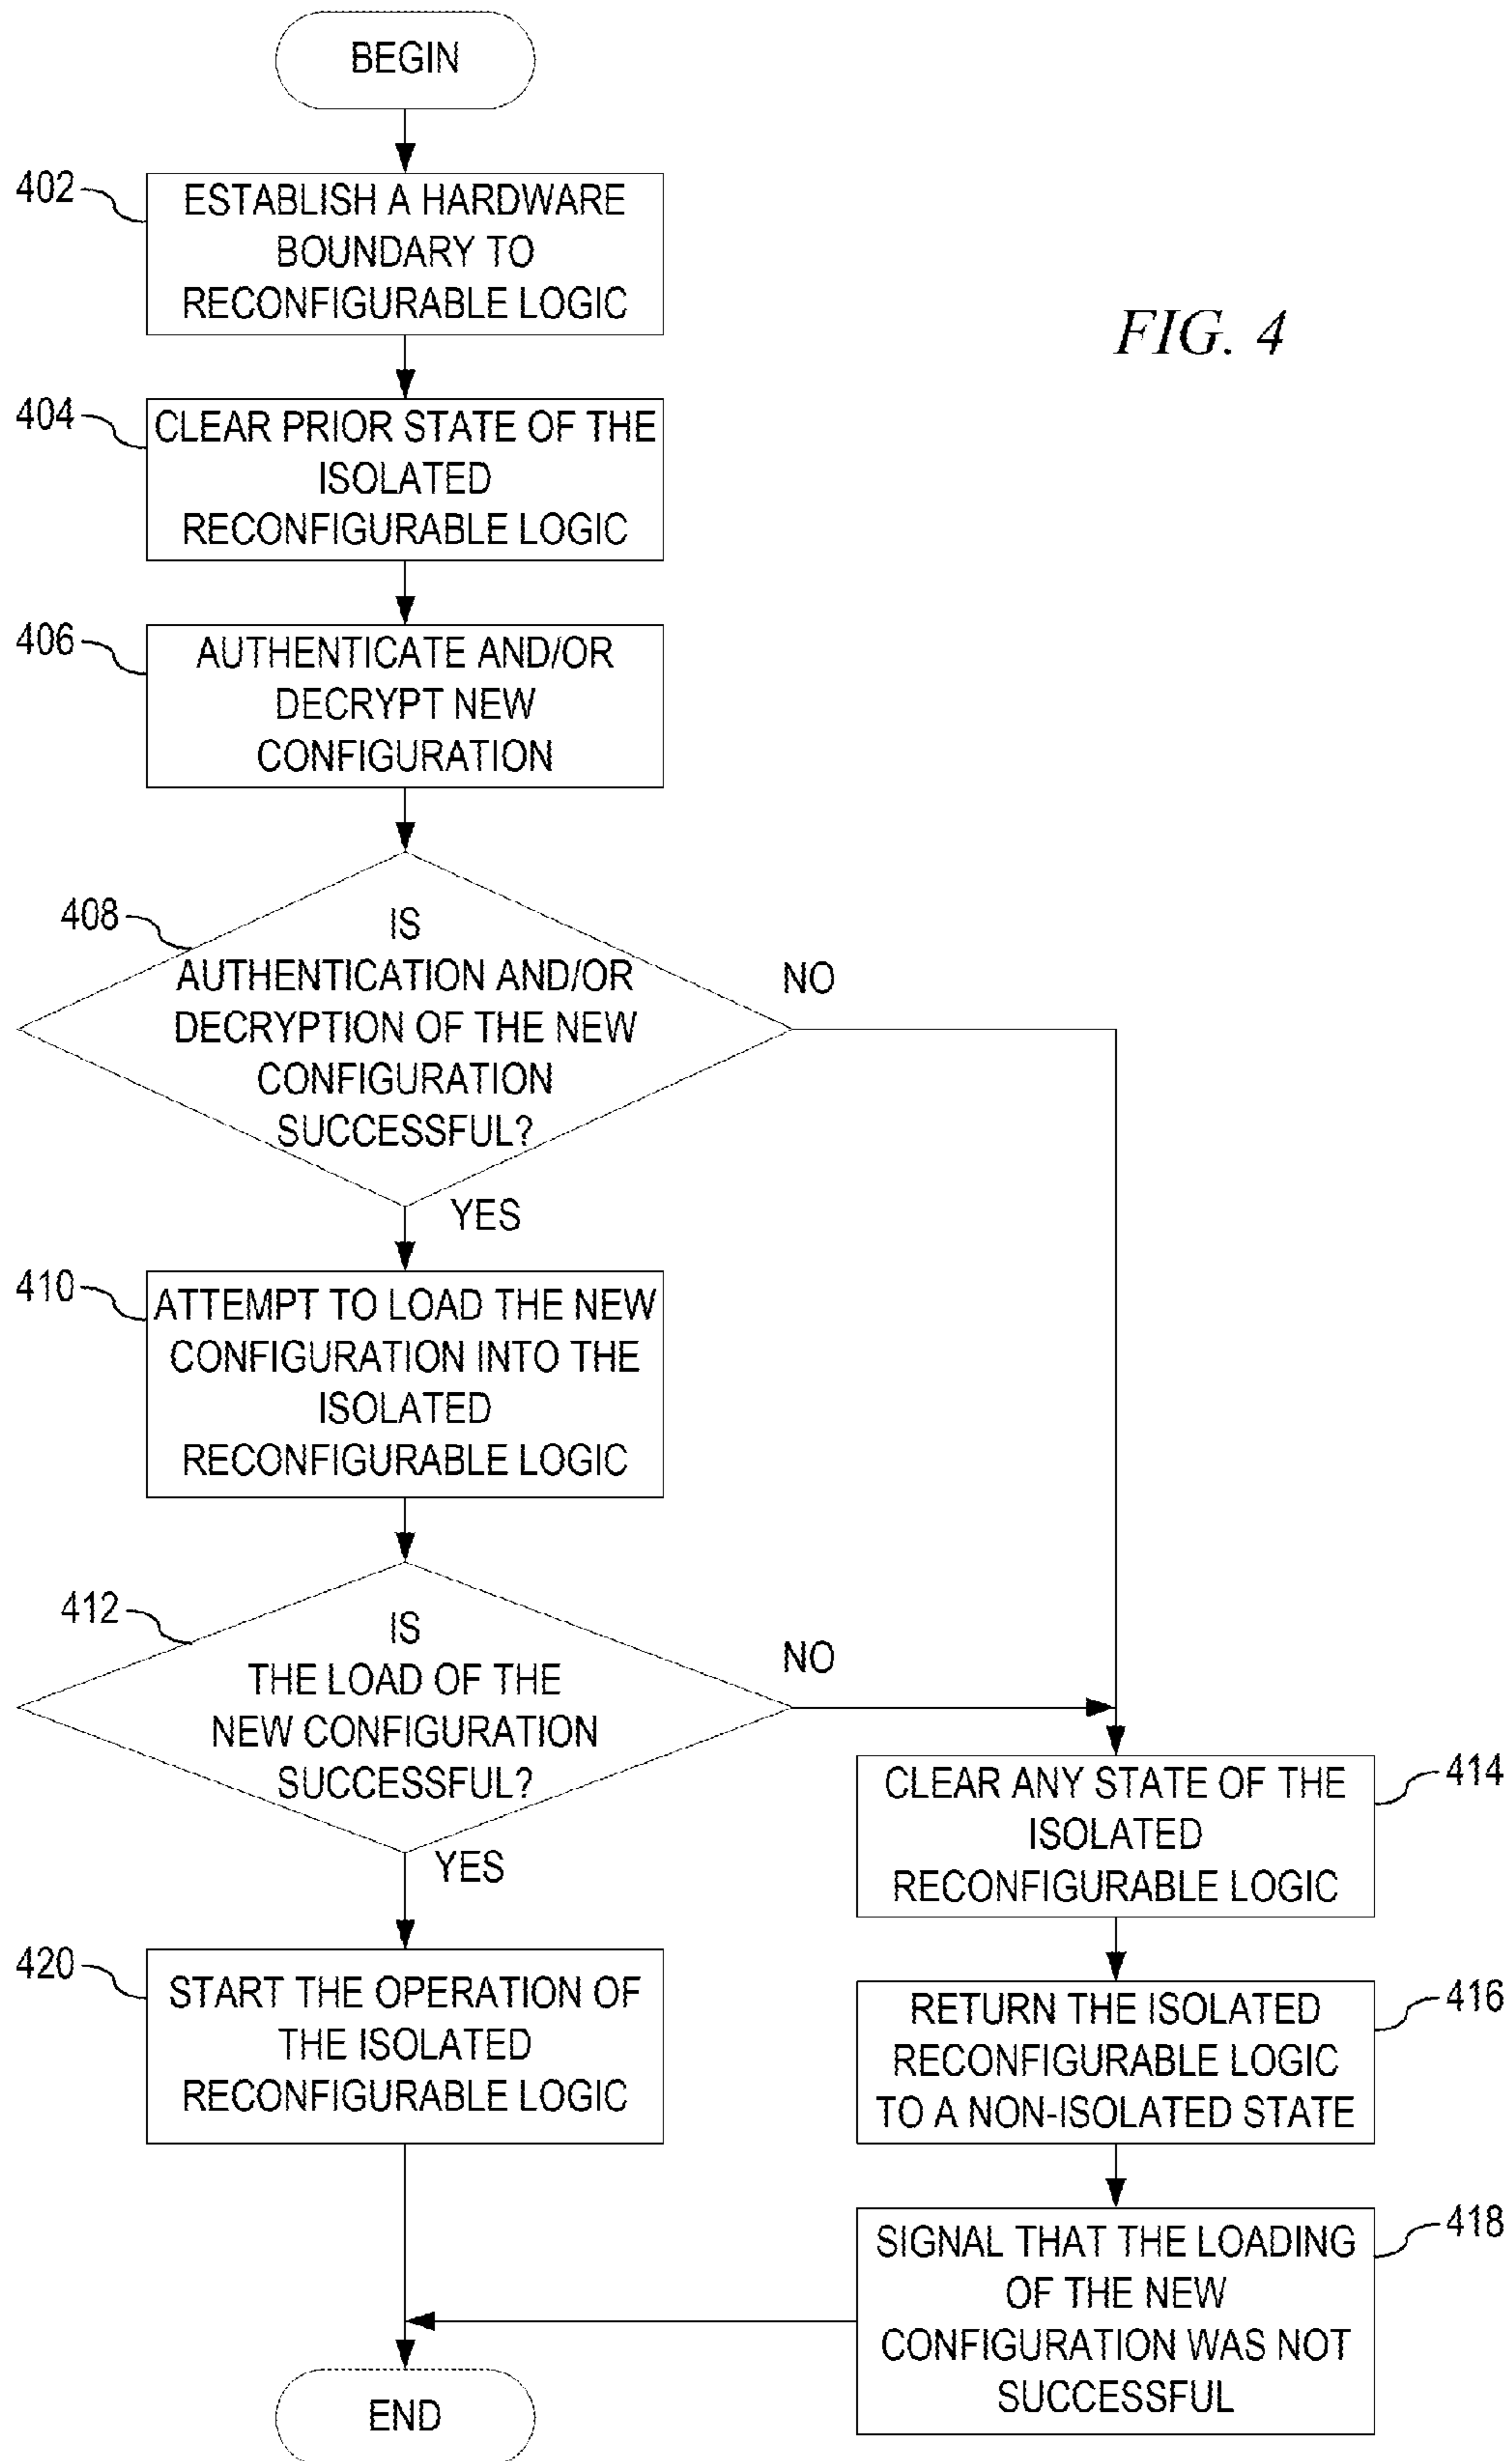 BEGIN
402
ESTABLISH A HARDWARE
BOUNDARY TO
RECONFIGURABLE LOGIC
FIG. 4
404
CLEAR PRIOR STATE OF THE
ISOLATED
RECONFIGURABLE LOGIC
406
AUTHENTICATE AND/OR
DECRYPT NEW
CONFIGURATION
408
IS
AUTHENTICATION AND/OR
DECRYPTION OF THE NEW
CONFIGURATION
SUCCESSFUL?
NO
YES
410
ATTEMPT TO LOAD THE NEW
CONFIGURATION INTO THE
ISOLATED
RECONFIGURABLE LOGIC
412
IS
THE LOAD OF THE
NEW CONFIGURATION
SUCCESSFUL?
NO
YES
414
CLEAR ANY STATE OF THE
ISOLATED
RECONFIGURABLE LOGIC
420
START THE OPERATION OF
THE ISOLATED
RECONFIGURABLE LOGIC
416
RETURN THE ISOLATED
RECONFIGURABLE LOGIC
TO A NON-ISOLATED STATE
418
SIGNAL THAT THE LOADING
OF THE NEW
CONFIGURATION WAS NOT
SUCCESSFUL
END